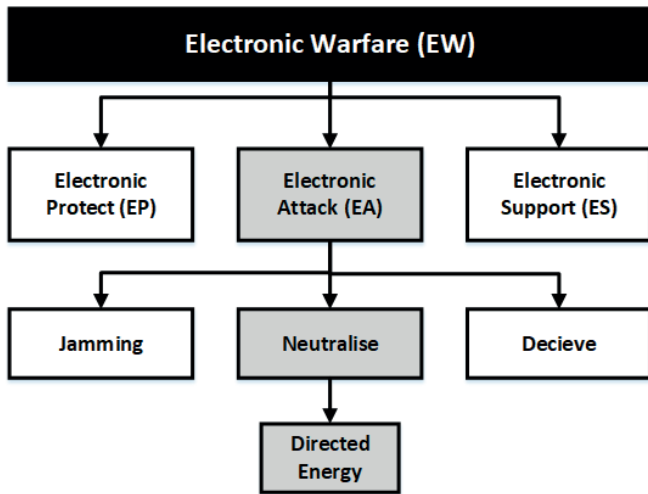 Electronic Warfare (EW)
Electronic
Protect (EP)
Electronic
Attack (EA)
Electronic
Support (ES)
Jamming
Neutralise
Decieve
Directed
Energy